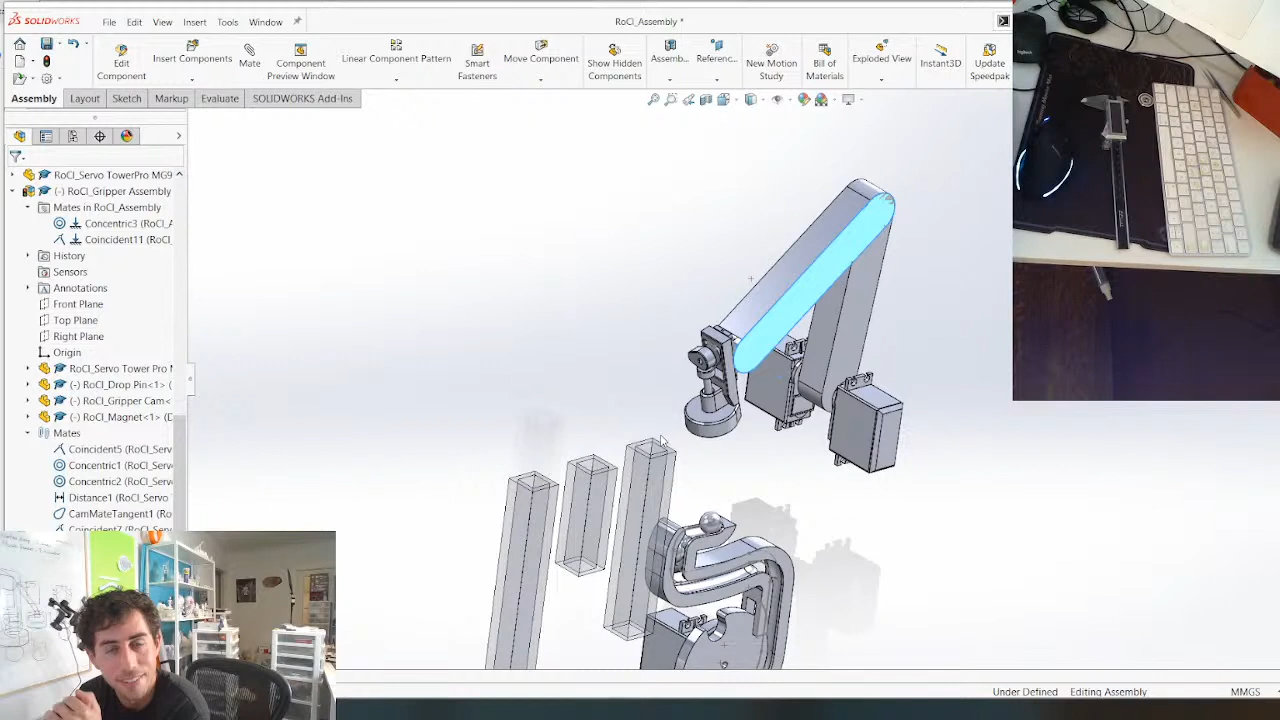 SOLIDWORKS File Edit View Insert Tools Window RoCI_Assembly *
Edit Component
Insert Components
Mate
Component Preview Window
Linear Component Pattern
Smart Fasteners
Move Component
Show Hidden Components
Assemb...
Referenc...
New Motion Study
Bill of Materials
Exploded View
Instant3D
Update Speedpak
Assembly Layout Sketch Markup Evaluate SOLIDWORKS Add-Ins
RoCI_Servo TowerPro MG9
(-) RoCI_Gripper Assembly
Mates in RoCI_Assembly
Concentric3 (RoCI_A
Coincident11 (RoCI_
History
Sensors
Annotations
Front Plane
Top Plane
Right Plane
Origin
RoCI_Servo Tower Pro M
(-) RoCI_Drop Pin<1> (
(-) RoCI_Gripper Cam<
(-) RoCI_Magnet<1> (D
Mates
Coincident5 (RoCI_Serv
Concentric1 (RoCI_Serv
Concentric2 (RoCI_Serv
Distance1 (RoCI_Servo
CamMateTangent1 (RoCI
Coincident7 (RoCI_Serv
Under Defined Editing Assembly MMGS